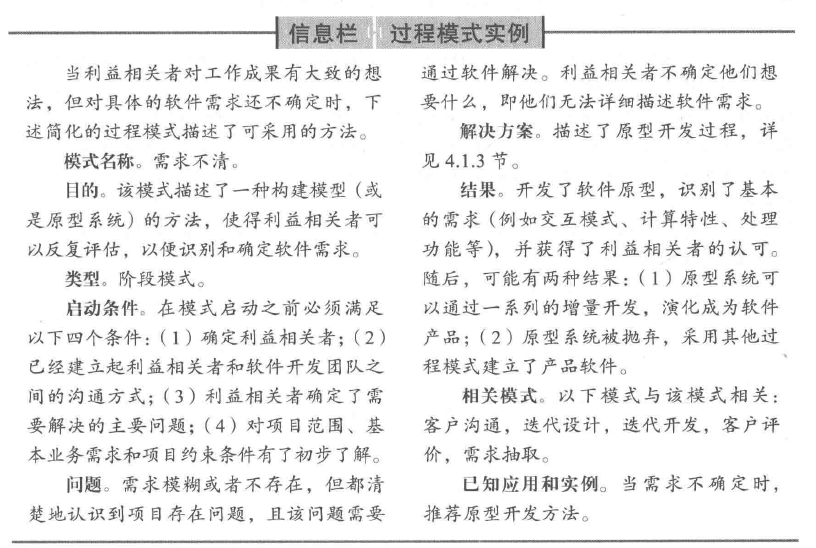 信息栏 过程模式实例
当利益相关者对工作成果有大致的想
法，但对具体的软件需求还不确定时，下
述简化的过程模式描述了可采用的方法。
模式名称。需求不清。
目的。该模式描述了一种构建模型（或
是原型系统）的方法，使得利益相关者可
以反复评估，以便识别和确定软件需求。
类型。阶段模式。
启动条件。在模式启动之前必须满足
以下四个条件：（1）确定利益相关者；（2）
已经建立起利益相关者和软件开发团队之
间的沟通方式；（3）利益相关者确定了需
要解决的主要问题；（4）对项目范围、基
本业务需求和项目约束条件有了初步了解。
问题。需求模糊或者不存在，但都清
楚地认识到项目存在问题，且该问题需要
通过软件解决。利益相关者不确定他们想
要什么，即他们无法详细描述软件需求。
解决方案。描述了原型开发过程，详
见 4.1.3 节。
结果。开发了软件原型，识别了基本
的需求（例如交互模式、计算特性、处理
功能等），并获得了利益相关者的认可。
随后，可能有两种结果：（1）原型系统可
以通过一系列的增量开发，演化成为软件
产品；（2）原型系统被抛弃，采用其他过
程模式建立了产品软件。
相关模式。以下模式与该模式相关：
客户沟通，迭代设计，迭代开发，客户评
价，需求抽取。
已知应用和实例。当需求不确定时，
推荐原型开发方法。